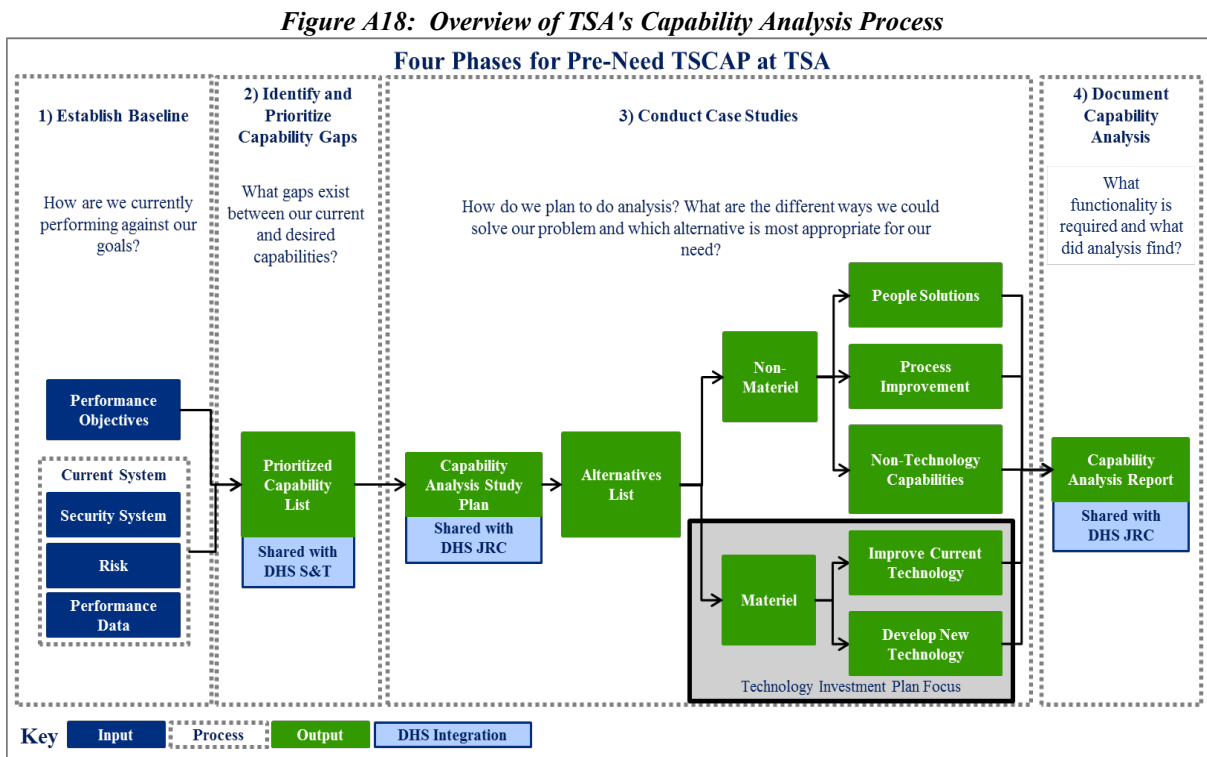 Figure A18: Overview of TSA's Capability Analysis Process
Four Phases for Pre-Need TSCAP at TSA
1) Establish Baseline
How are we currently
performing against our
goals?
Performance
Objectives
Current System
Security System
Risk
Performance
Data
2) Identify and
Prioritize
Capability Gaps
What gaps exist
between our current
and desired
capabilities?
Prioritized
Capability
List
Shared with
DHS S&T
3) Conduct Case Studies
How do we plan to do analysis? What are the different ways we could
solve our problem and which alternative is most appropriate for our
need?
Capability
Analysis Study
Plan
Shared with
DHS JRC
Alternatives
List
Non-
Materiel
People Solutions
Process
Improvement
Non-Technology
Capabilities
Materiel
Improve Current
Technology
Develop New
Technology
Technology Investment Plan Focus
4) Document
Capability
Analysis
What
functionality is
required and what
did analysis find?
Capability
Analysis Report
Shared with
DHS JRC
Key
Input
Process
Output
DHS Integration